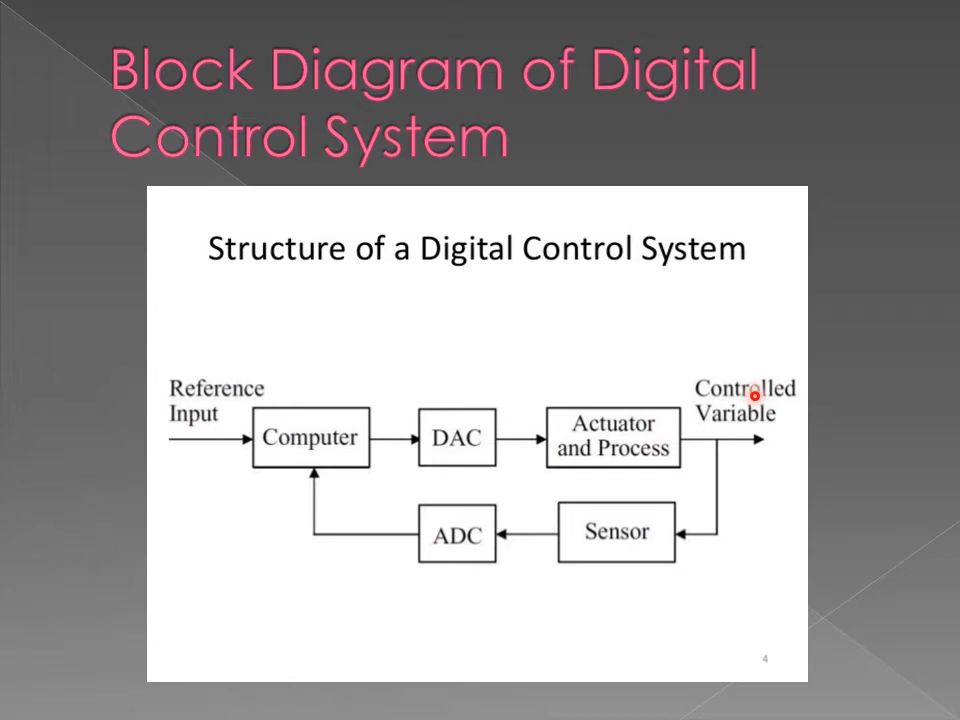 Block Diagram of Digital
Control System
Structure of a Digital Control System
Reference
Input
Controlled
Variable
Computer
DAC
Actuator
and Process
ADC
Sensor
4